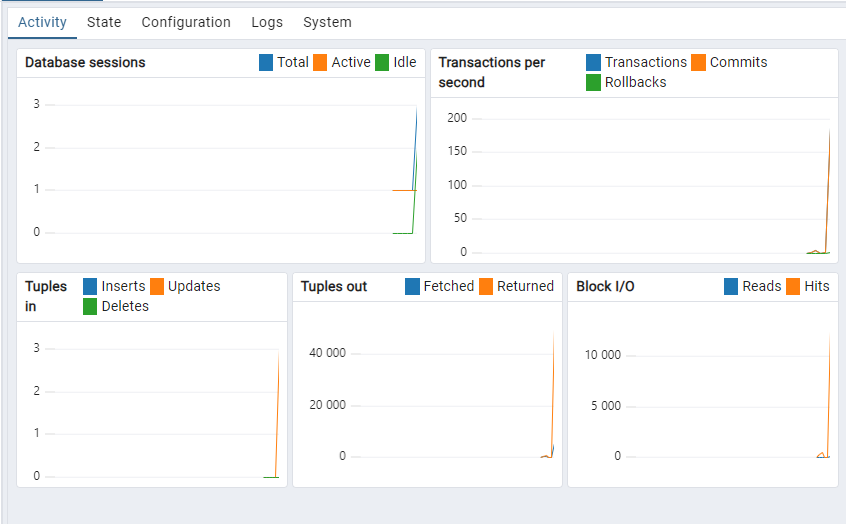 Activity State Configuration Logs System
Database sessions Total Active Idle
3
2
1
0
Transactions per second Transactions Commits
Rollbacks
200
150
100
50
0
Tuples in Inserts Updates
Deletes
3
2
1
0
Tuples out Fetched Returned
40 000
20 000
0
Block I/O Reads Hits
10 000
5 000
0